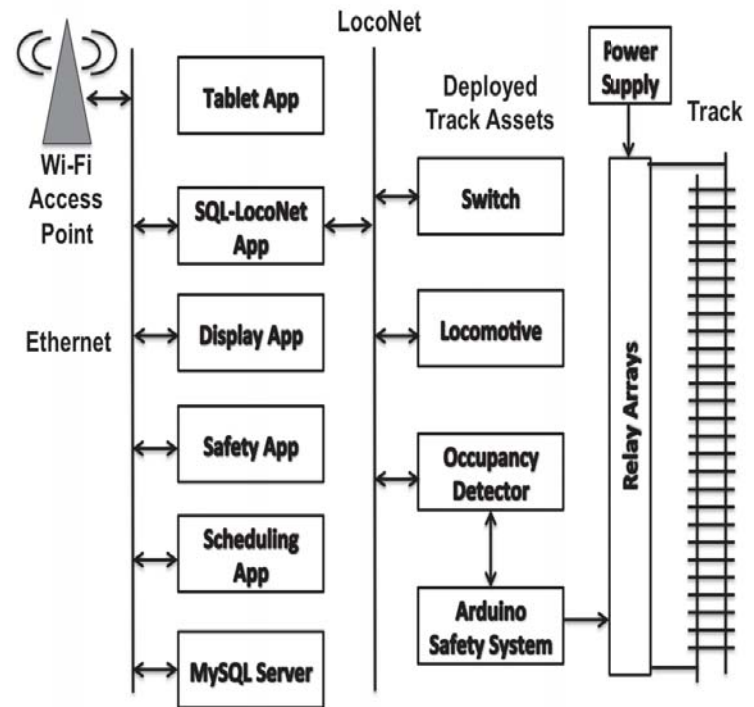 LocoNet
Power
Supply
Tablet App
Deployed
Track Assets
Track
Wi-Fi
Access
Point
SQL-LocoNet
App
Switch
Ethernet
Display App
Locomotive
Safety App
Occupancy
Detector
Relay Arrays
Scheduling
App
Arduino
Safety System
MySQL Server